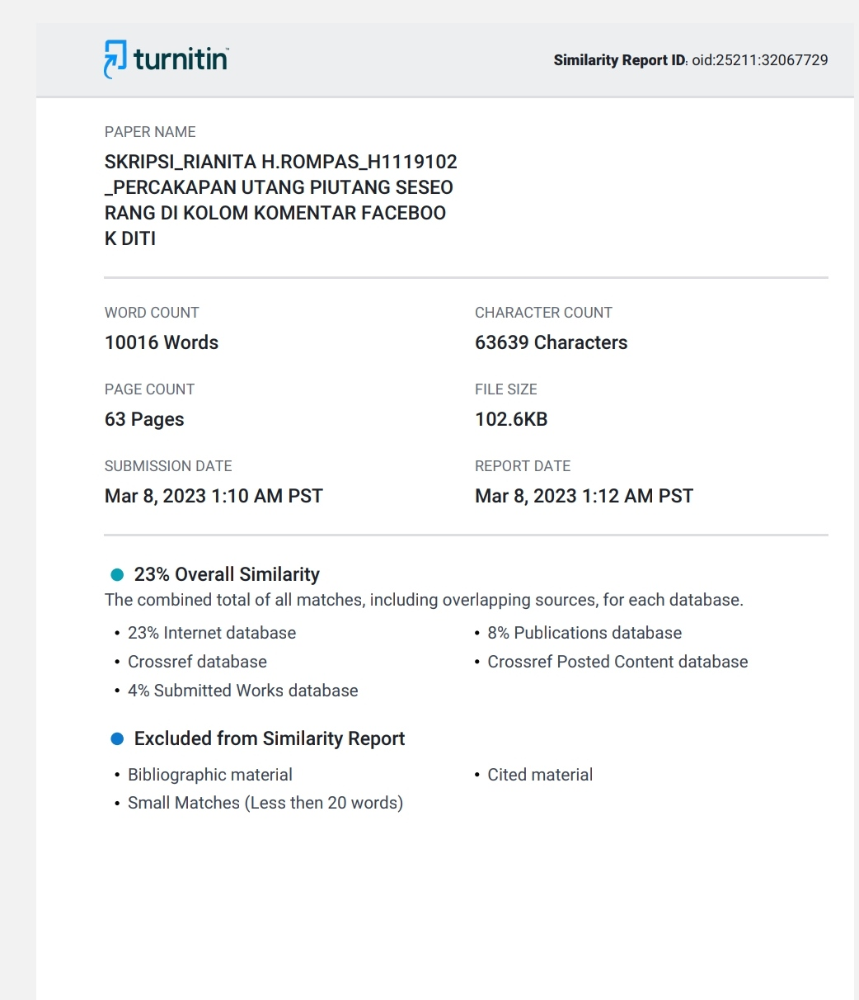 turnitin™
Similarity Report ID: oid:25211:32067729
PAPER NAME
SKRIPSI_RIANITA H.ROMPAS_H1119102
_PERCAKAPAN UTANG PIUTANG SESEO
RANG DI KOLOM KOMENTAR FACEBOO
K DITI
WORD COUNT
10016 Words
CHARACTER COUNT
63639 Characters
PAGE COUNT
63 Pages
FILE SIZE
102.6KB
SUBMISSION DATE
Mar 8, 2023 1:10 AM PST
REPORT DATE
Mar 8, 2023 1:12 AM PST
23% Overall Similarity
The combined total of all matches, including overlapping sources, for each database.
• 23% Internet database
• 8% Publications database
• Crossref database
• Crossref Posted Content database
• 4% Submitted Works database
Excluded from Similarity Report
• Bibliographic material
• Cited material
• Small Matches (Less then 20 words)